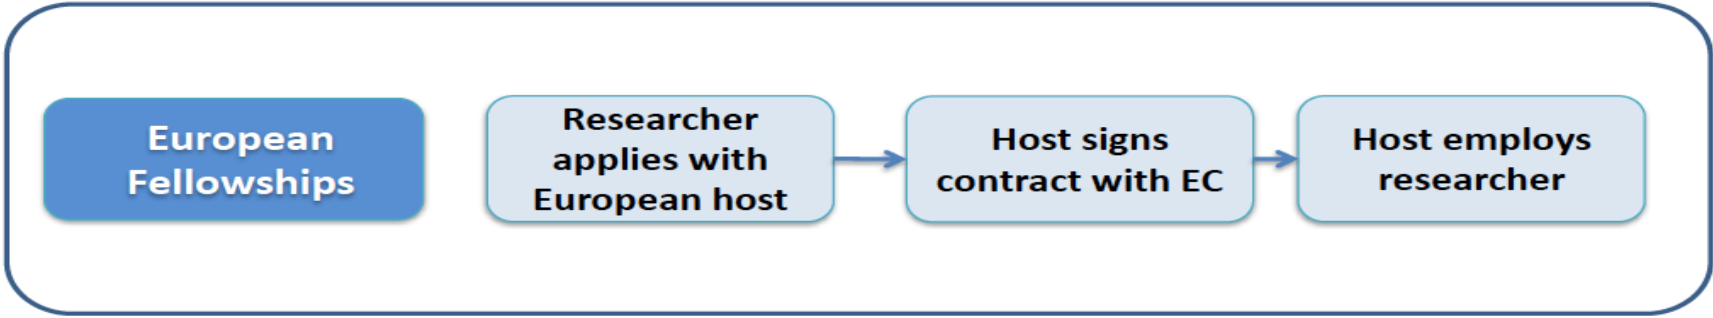 European
Fellowships
Researcher
applies with
European host
Host signs
contract with EC
Host employs
researcher